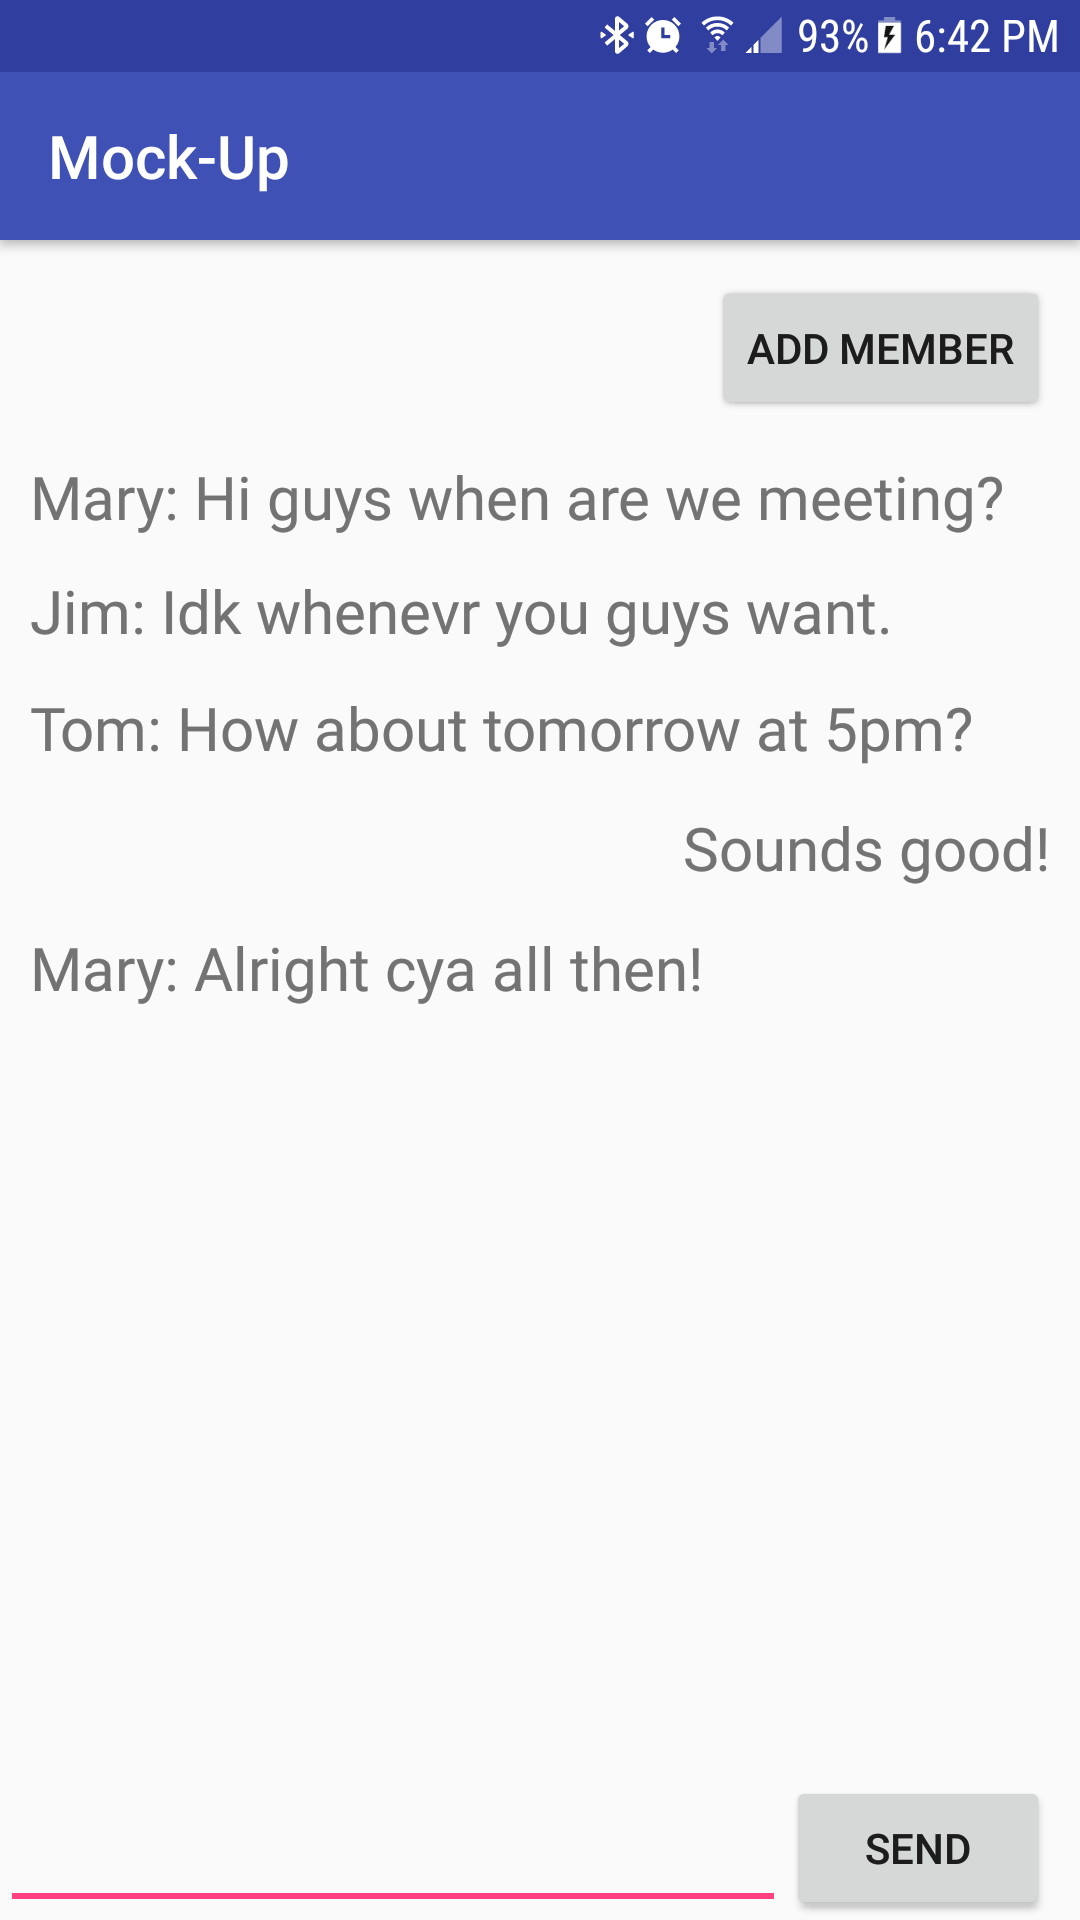 93% 6:42 PM
Mock-Up
ADD MEMBER
Mary: Hi guys when are we meeting?
Jim: Idk whenevr you guys want.
Tom: How about tomorrow at 5pm?
Sounds good!
Mary: Alright cya all then!
SEND